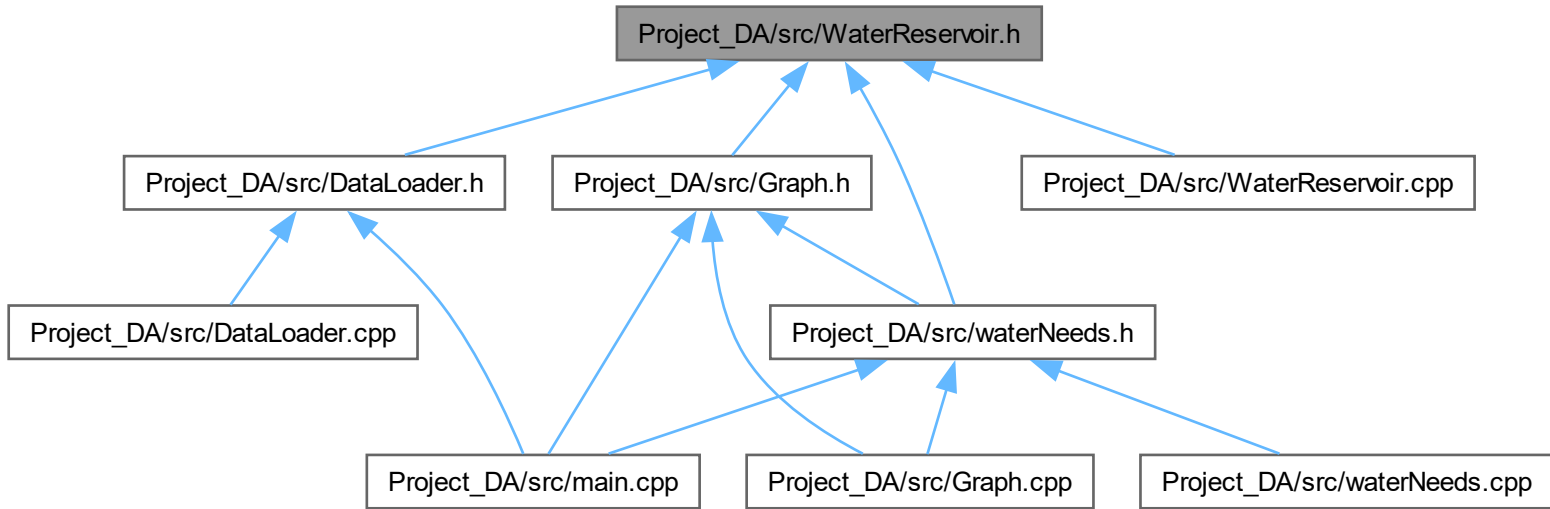 Project_DA/src/WaterReservoir.h
Project_DA/src/DataLoader.h
Project_DA/src/Graph.h
Project_DA/src/WaterReservoir.cpp
Project_DA/src/DataLoader.cpp
Project_DA/src/waterNeeds.h
Project_DA/src/main.cpp
Project_DA/src/Graph.cpp
Project_DA/src/waterNeeds.cpp